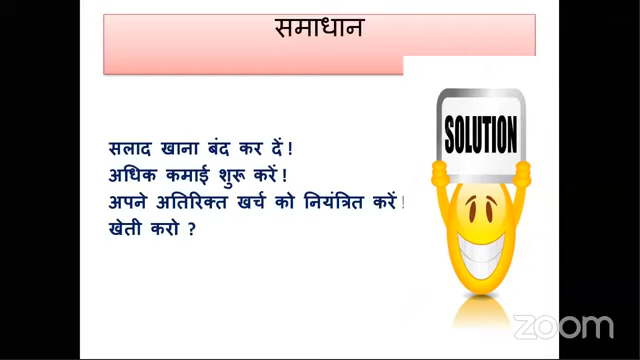 समाधान
सलाद खाना बंद कर दें !
अधिक कमाई शुरू करें !
अपने अतिरिक्त खर्च को नियंत्रित करें !
खेती करो ?
SOLUTION
zoom